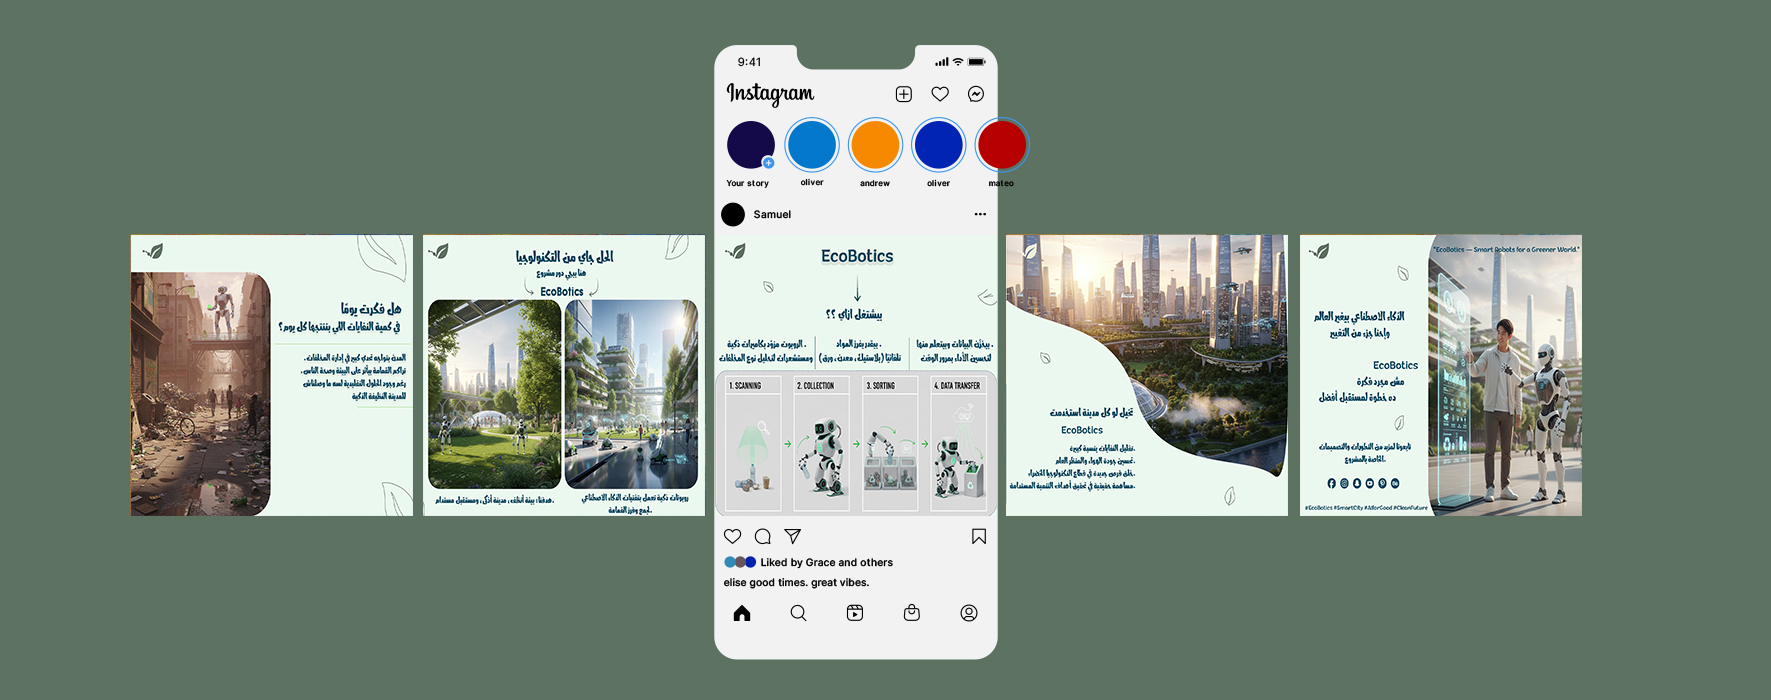 9:41
Instagram
Your story
oliver
andrew
oliver
mateo
Samuel
هل فكرت يومًا
في كمية النفايات اللي بننتجها كل يوم؟
المدن بتواجه تحدي كبير في إدارة المخلفات.
تراكم القمامة بيأثر على البيئة وصحة الناس.
رغم وجود الحلول التقليدية لسه ما وصلناش
للمدينة النظيفة الذكية
الحل جاي من التكنولوجيا
هنا ييجي دور مشروع
EcoBotics
هدفنا: بيئة أنظف، مدينة أذكى، ومستقبل مستدام.
روبوتات ذكية تعمل بتقنيات الذكاء الاصطناعي
لجمع وفرز القمامة.
EcoBotics
بيشتغل ازاي ؟؟
الروبوت مزوّد بكاميرات ذكية.
ومستشعرات لتحليل نوع المخلفات
بيقدر يفرز المواد.
تلقائيًا (بلاستيك، معدن، ورق)
بيخزن البيانات وبيتعلم منها.
لتحسين الأداء بمرور الوقت
1. SCANNING
2. COLLECTION
3. SORTING
4. DATA TRANSFER
Liked by Grace and others
elise good times. great vibes.
تخيل لو كل مدينة استخدمت
EcoBotics
تقليل النفايات بنسبة كبيرة.
تحسين جودة الهواء والمنظر العام.
خلق فرص جديدة في قطاع التكنولوجيا الخضراء.
مساهمة حقيقية في تحقيق أهداف التنمية المستدامة.
"EcoBotics — Smart Robots for a Greener World."
الذكاء الاصطناعي بيغير العالم
وإحنا جزء من التغيير
EcoBotics
مش مجرد فكرة
ده خطوة لمستقبل أفضل
تابعونا لمزيد من التطورات والتصميمات
الخاصة بالمشروع.
#EcoBotics #SmartCity #AIforGood #CleanFuture